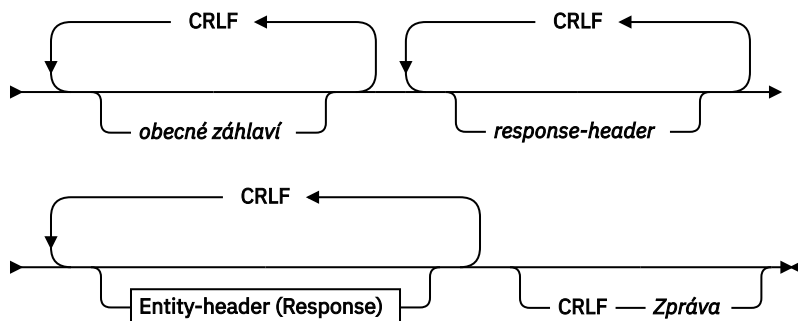 CRLF
CRLF
obecné záhlaví
response-header
CRLF
Entity-header (Response)
CRLF
Zpráva